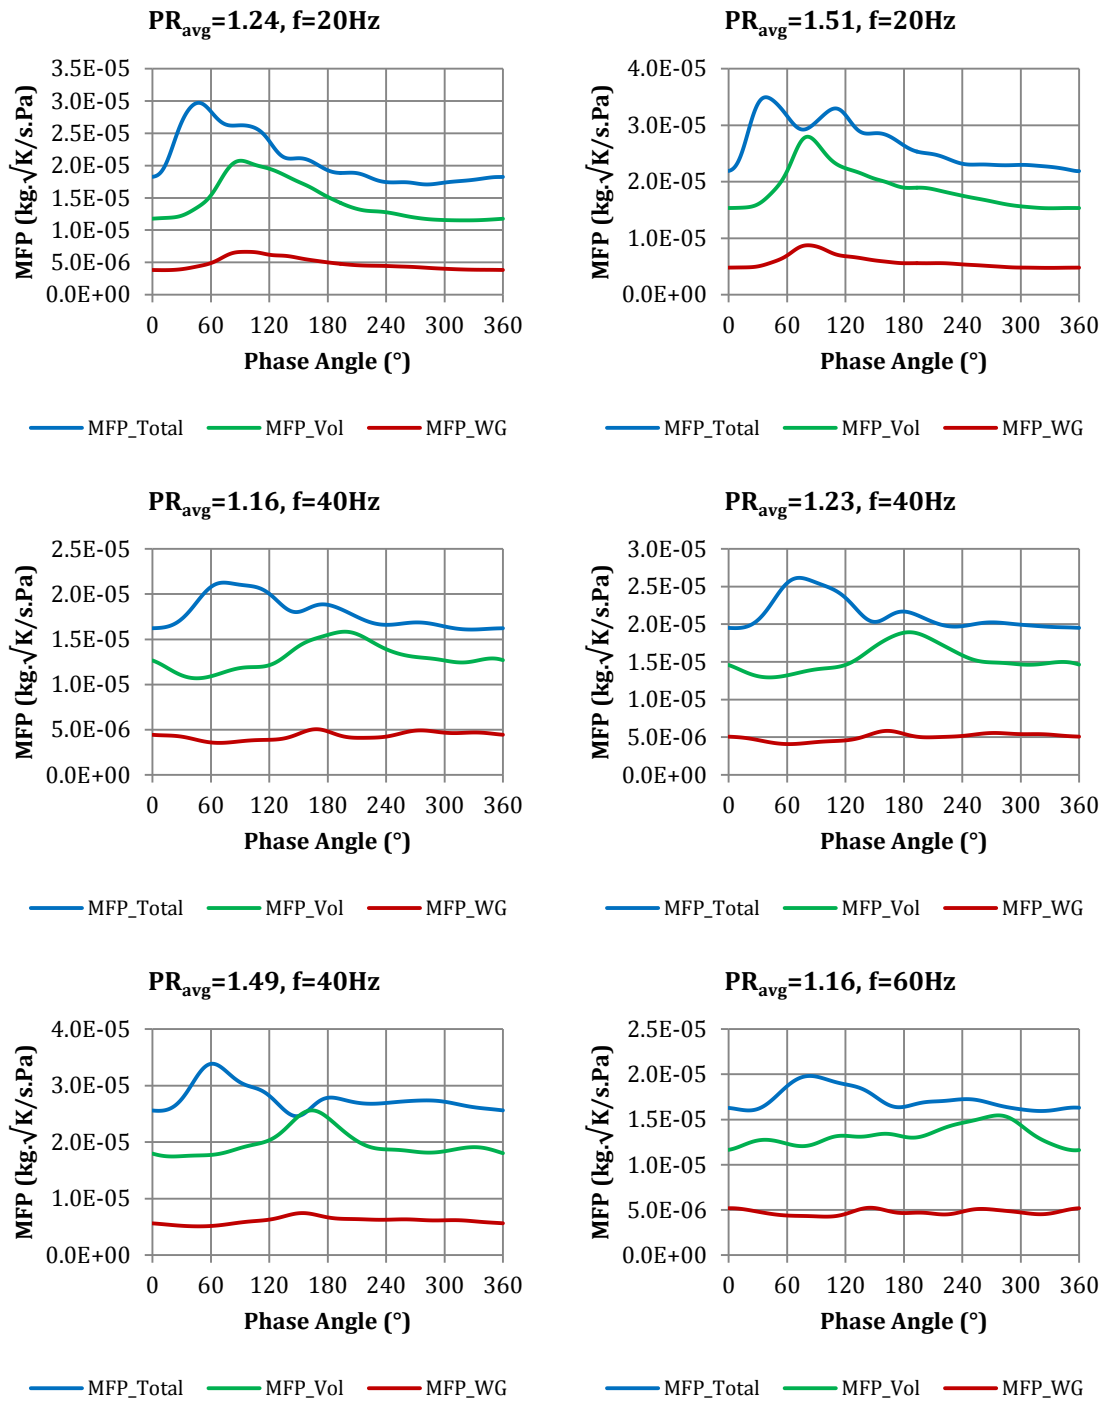 PRavg=1.24, f=20Hz
MFP (kg.√K/s.Pa)
3.5E-05
3.0E-05
2.5E-05
2.0E-05
1.5E-05
1.0E-05
5.0E-06
0.0E+00
0 60 120 180 240 300 360
Phase Angle (°)
MFP_Total MFP_Vol MFP_WG
PRavg=1.51, f=20Hz
MFP (kg.√K/s.Pa)
4.0E-05
3.0E-05
2.0E-05
1.0E-05
0.0E+00
0 60 120 180 240 300 360
Phase Angle (°)
MFP_Total MFP_Vol MFP_WG
PRavg=1.16, f=40Hz
MFP (kg.√K/s.Pa)
2.5E-05
2.0E-05
1.5E-05
1.0E-05
5.0E-06
0.0E+00
0 60 120 180 240 300 360
Phase Angle (°)
MFP_Total MFP_Vol MFP_WG
PRavg=1.23, f=40Hz
MFP (kg.√K/s.Pa)
3.0E-05
2.5E-05
2.0E-05
1.5E-05
1.0E-05
5.0E-06
0.0E+00
0 60 120 180 240 300 360
Phase Angle (°)
MFP_Total MFP_Vol MFP_WG
PRavg=1.49, f=40Hz
MFP (kg.√K/s.Pa)
4.0E-05
3.0E-05
2.0E-05
1.0E-05
0.0E+00
0 60 120 180 240 300 360
Phase Angle (°)
MFP_Total MFP_Vol MFP_WG
PRavg=1.16, f=60Hz
MFP (kg.√K/s.Pa)
2.5E-05
2.0E-05
1.5E-05
1.0E-05
5.0E-06
0.0E+00
0 60 120 180 240 300 360
Phase Angle (°)
MFP_Total MFP_Vol MFP_WG